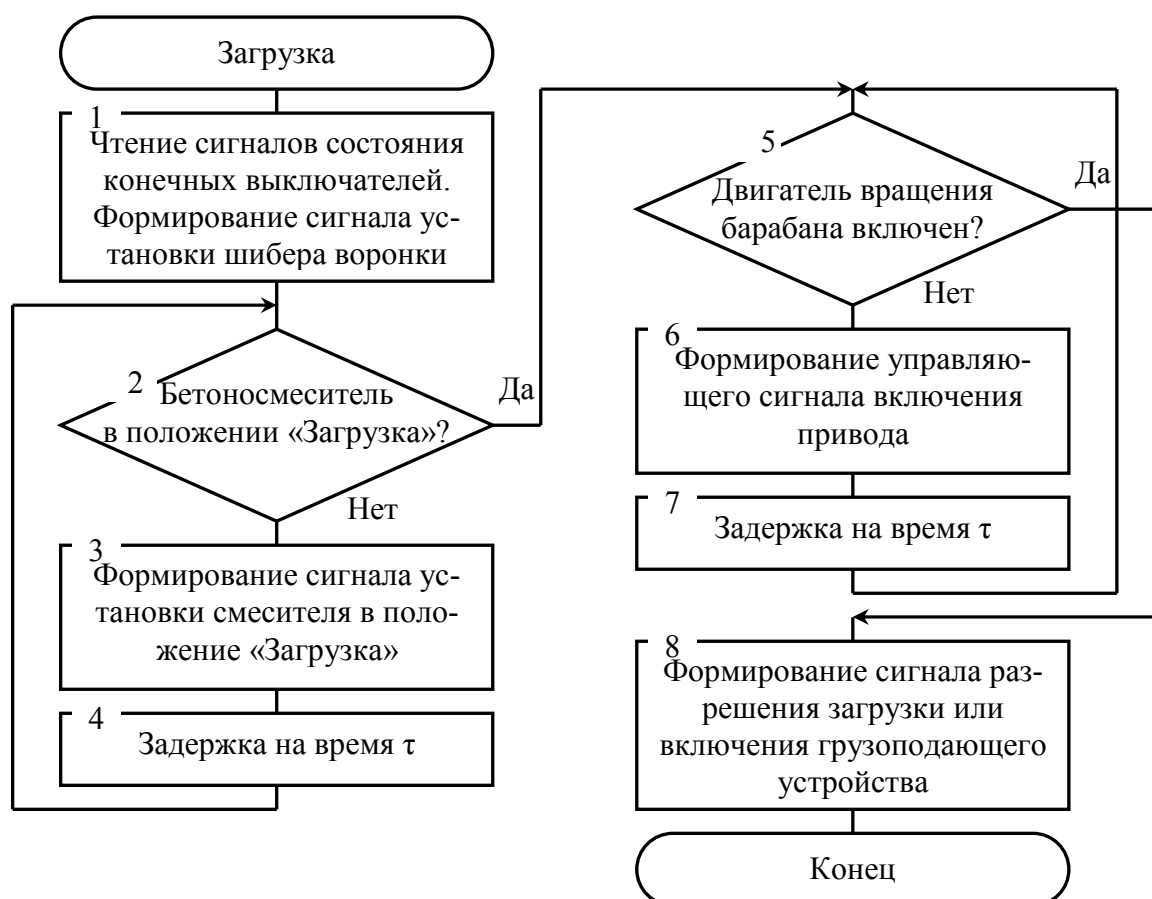 Загрузка
1
Чтение сигналов состояния
конечных выключателей.
Формирование сигнала ус-
тановки шибера воронки
2
Бетоносмеситель
в положении «Загрузка»?
Да
Нет
3
Формирование сигнала ус-
тановки смесителя в поло-
жение «Загрузка»
4
Задержка на время τ
5
Двигатель вращения
барабана включен?
Да
Нет
6
Формирование управляю-
щего сигнала включения
привода
7
Задержка на время τ
8
Формирование сигнала раз-
решения загрузки или
включения грузоподающего
устройства
Конец